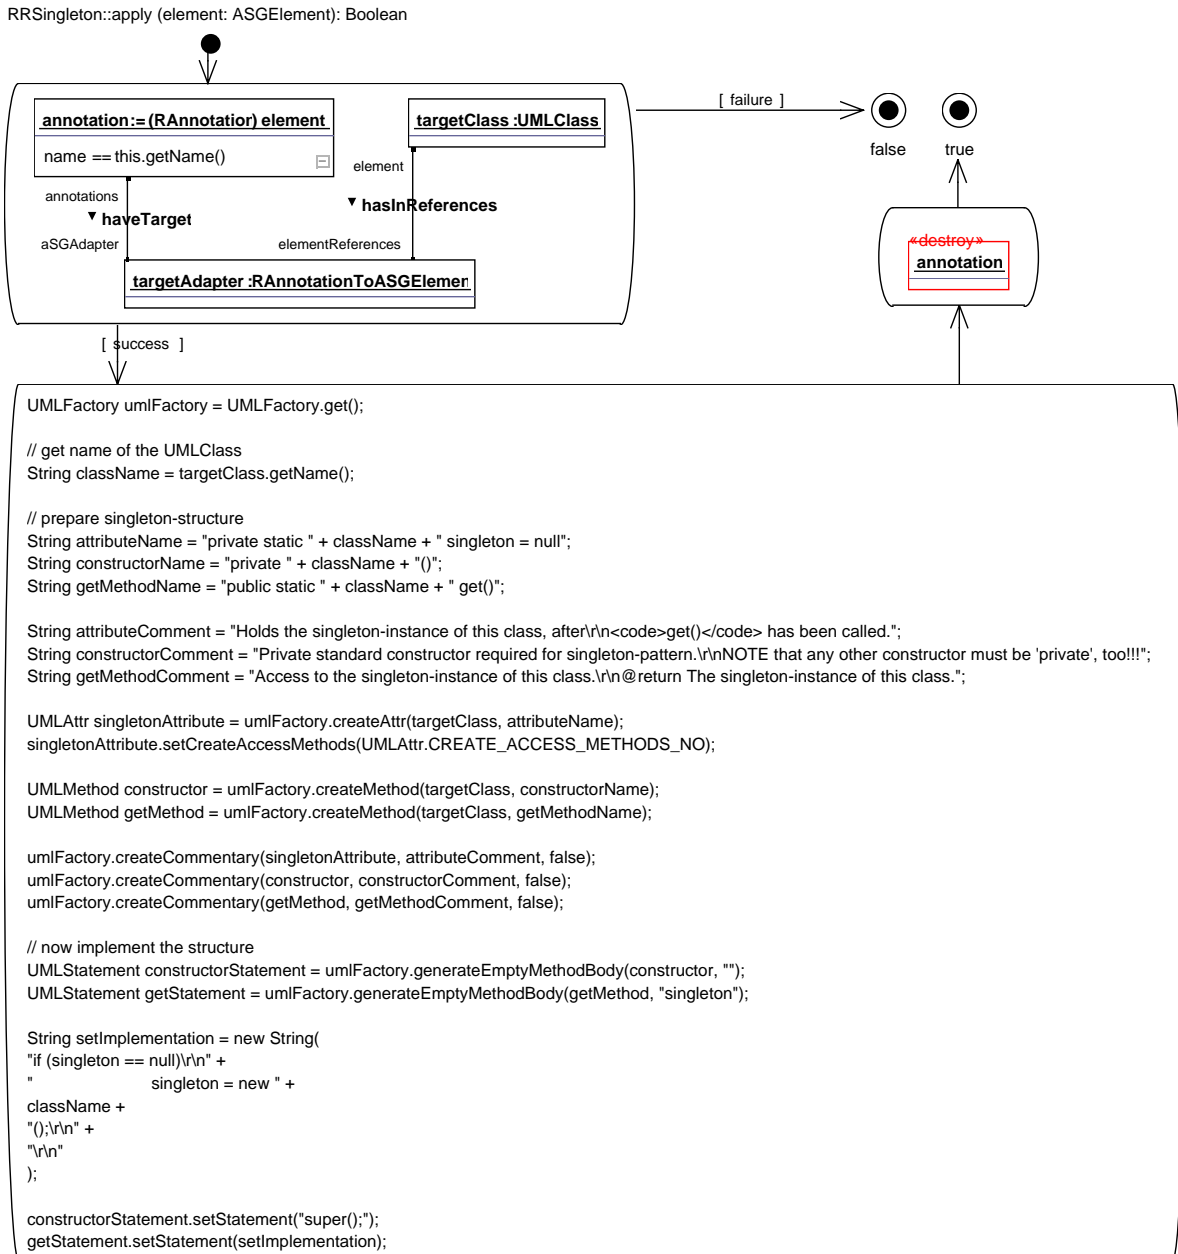 RRSingleton::apply (element: ASGElement): Boolean
annotation:= (RAnnotatior) element
name == this.getName()
targetClass :UMLClass
[ failure ]
false
true
element
annotations
haveTarget
hasInReferences
aSGAdapter
elementReferences
targetAdapter :RAnnotationToASGElemen
«destroy»
annotation
[ success ]
UMLFactory umlFactory = UMLFactory.get();
// get name of the UMLClass
String className = targetClass.getName();
// prepare singleton-structure
String attributeName = "private static " + className + " singleton = null";
String constructorName = "private " + className + "()";
String getMethodName = "public static " + className + " get()";
String attributeComment = "Holds the singleton-instance of this class, after\r\n<code>get()</code> has been called.";
String constructorComment = "Private standard constructor required for singleton-pattern.\r\nNOTE that any other constructor must be 'private', too!!!";
String getMethodComment = "Access to the singleton-instance of this class.\r\n@return The singleton-instance of this class.";
UMLAttr singletonAttribute = umlFactory.createAttr(targetClass, attributeName);
singletonAttribute.setCreateAccessMethods(UMLAttr.CREATE_ACCESS_METHODS_NO);
UMLMethod constructor = umlFactory.createMethod(targetClass, constructorName);
UMLMethod getMethod = umlFactory.createMethod(targetClass, getMethodName);
umlFactory.createCommentary(singletonAttribute, attributeComment, false);
umlFactory.createCommentary(constructor, constructorComment, false);
umlFactory.createCommentary(getMethod, getMethodComment, false);
// now implement the structure
UMLStatement constructorStatement = umlFactory.generateEmptyMethodBody(constructor, "");
UMLStatement getStatement = umlFactory.generateEmptyMethodBody(getMethod, "singleton");
String setImplementation = new String(
"if (singleton == null)\r\n" +
" singleton = new " +
className +
"();\r\n" +
"\r\n"
);
constructorStatement.setStatement("super();");
getStatement.setStatement(setImplementation);